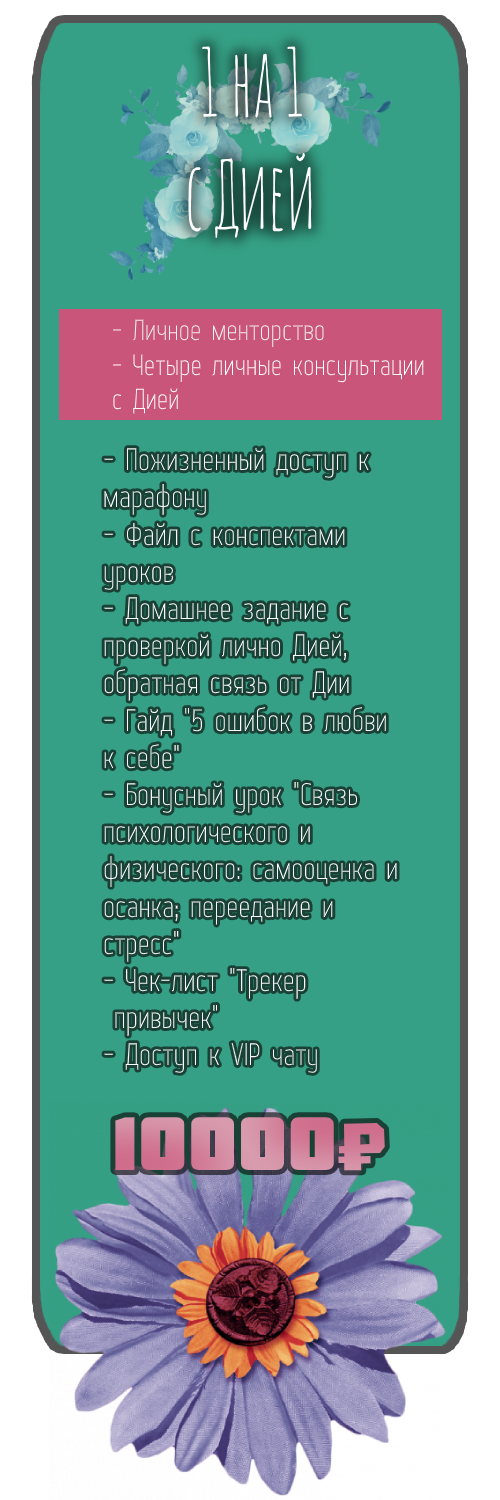 1 на 1
с Дией
- Личное менторство
- Четыре личные консультации
с Дией
- Пожизненный доступ к
марафону
- Файл с конспектами
уроков
- Домашнее задание с
проверкой лично Дией,
обратная связь от Дии
- Гайд "5 ошибок в любви
к себе"
- Бонусный урок "Связь
психологического и
физического: самооценка и
осанка; переедание и
стресс"
- Чек-лист "Трекер
привычек"
- Доступ к VIP чату
10000₽